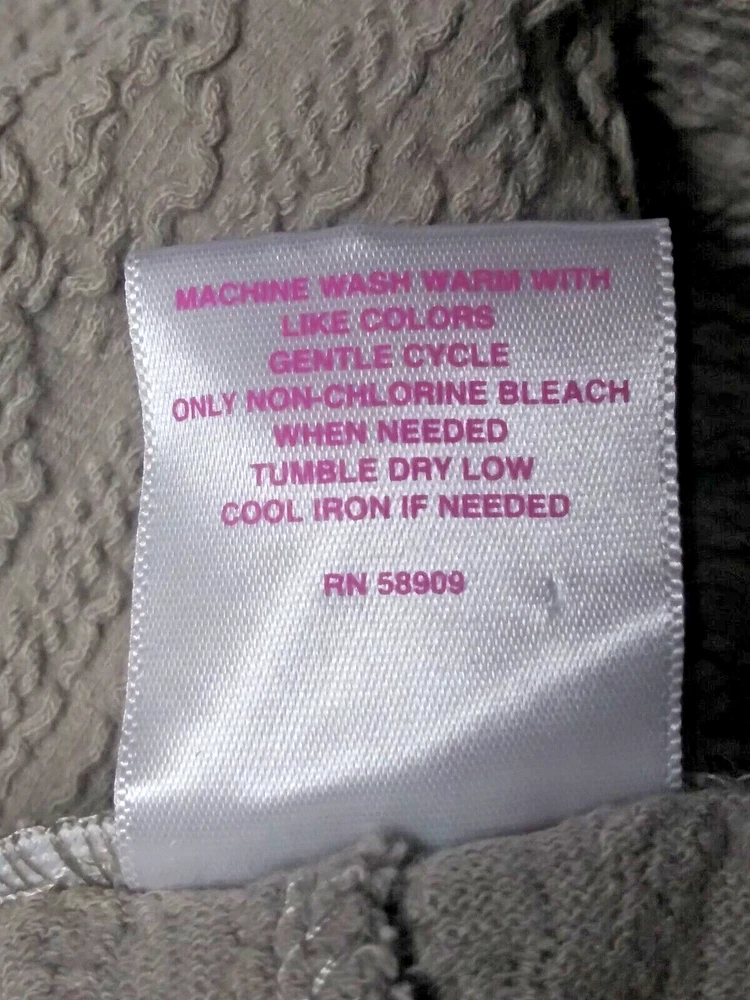 MACHINE WASH WARM WITH
LIKE COLORS
GENTLE CYCLE
ONLY NON-CHLORINE BLEACH
WHEN NEEDED
TUMBLE DRY LOW
COOL IRON IF NEEDED
RN 58909